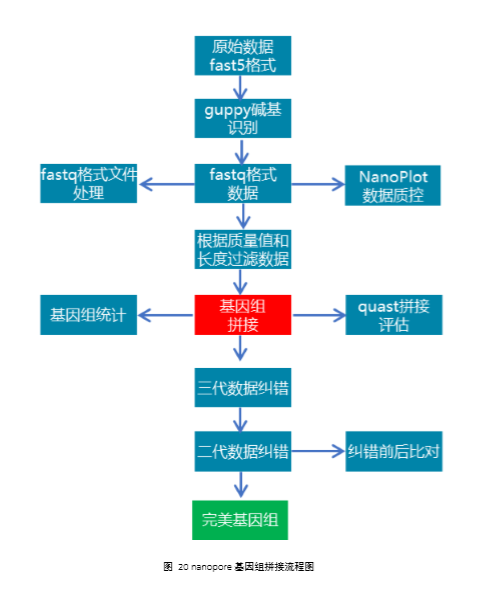 原始数据
fast5格式
guppy碱基
识别
fastq格式文件
处理
fastq格式
数据
NanoPlot
数据质控
根据质量值和
长度过滤数据
基因组统计
基因组
拼接
quast拼接
评估
三代数据纠错
二代数据纠错
纠错前后比对
完美基因组
图 20 nanopore 基因组拼接流程图